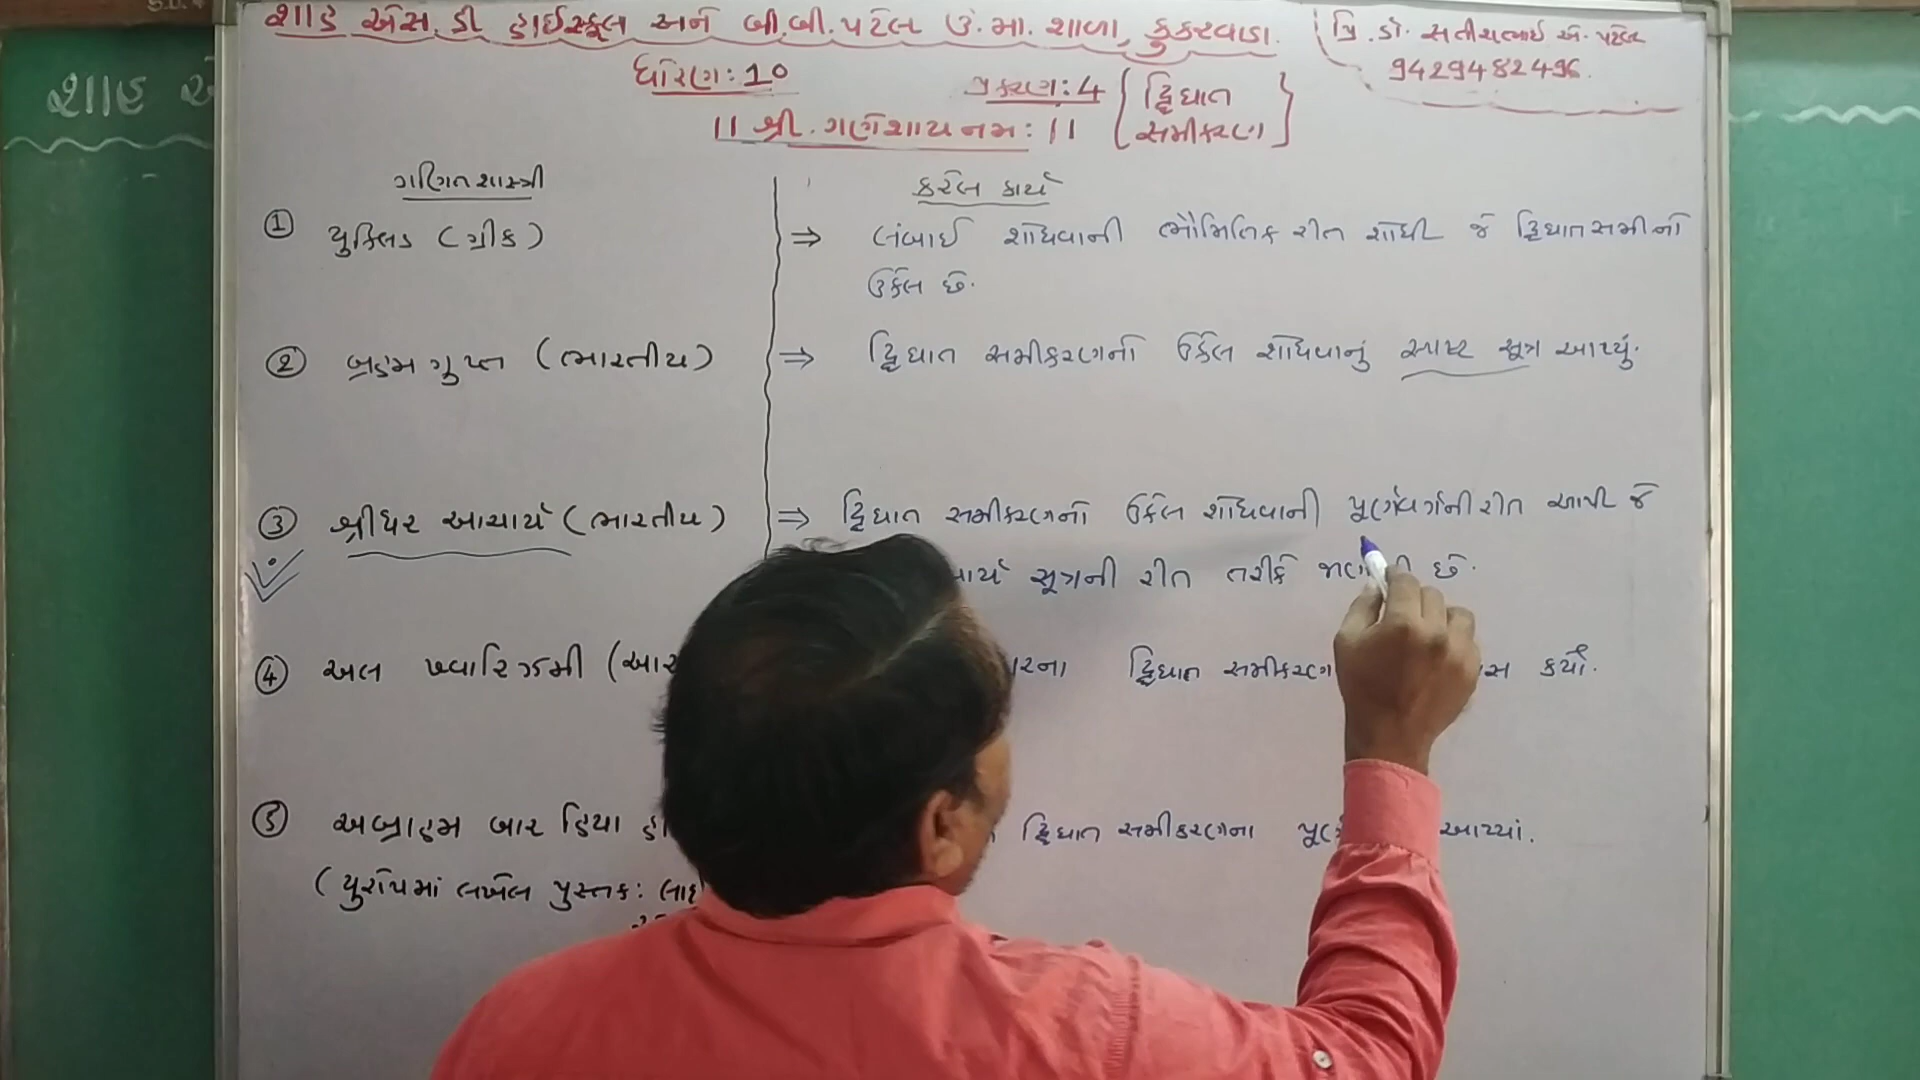 શાહ એસ.ડી હાઈસ્કૂલ અને બી.બી.પટેલ ઉ.મા.શાળા, કુકરવાડા.
પ્રિ.ડૉ. સતીષભાઈ એ. પટેલ
9429482496.
ધોરણ: 10
પ્રકરણ: 4 { દ્વિઘાત સમીકરણ }
|| શ્રી ગણેશાય નમ: ||
શાહ
ગણિતશાસ્ત્રી
કરેલ કાર્ય
① યુક્લિડ (ગ્રીક) ⇒ લંબાઈ શોધવાની ભૌમિતિક રીત શોધી જે દ્વિઘાત સમી.નો
ઉકેલ છે.
② બ્રહ્મગુપ્ત (ભારતીય) ⇒ દ્વિઘાત સમીકરણનો ઉકેલ શોધવાનું સ્પષ્ટ સૂત્ર આપ્યું.
③ શ્રીધર આચાર્ય (ભારતીય) ⇒ દ્વિઘાત સમીકરણનો ઉકેલ શોધવાની પૂર્ણવર્ગની રીત આપી જે
સૂત્રની રીત તરીકે છે.
④ અલ ખ્વારિઝમી દ્વિઘાત સમીકરણ કર્યો.
⑤ અબ્રાહમ બાર હિયા દ્વિઘાત સમીકરણના આપ્યાં.
(યુરોપમાં લખેલ પુસ્તક: